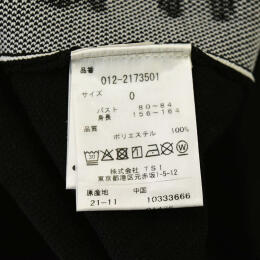 品番
012-2173501
サイズ
0
バスト 80~84
身長 156~164
品質
ポリエステル 100%
株式会社 TSI
東京都港区元赤坂1-5-12
原産地 中国
21-11 10333666